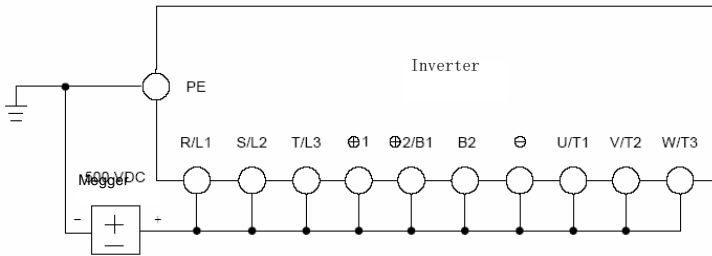 Inverter
PE
R/L1 S/L2 T/L3 ⊕1 ⊕2/B1 B2 ⊖ U/T1 V/T2 W/T3
500 VDC
Megger
− + − +